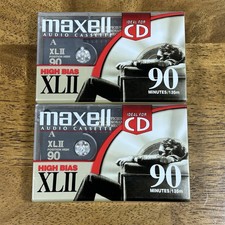 maxell
IDEAL FOR
CD
AUDIO CASSETTE
A
XLII
90
HIGH BIAS
XLII
90
MINUTES/135m
maxell
IDEAL FOR
CD
AUDIO CASSETTE
A
XLII
90
HIGH BIAS
XLII
90
MINUTES/135m